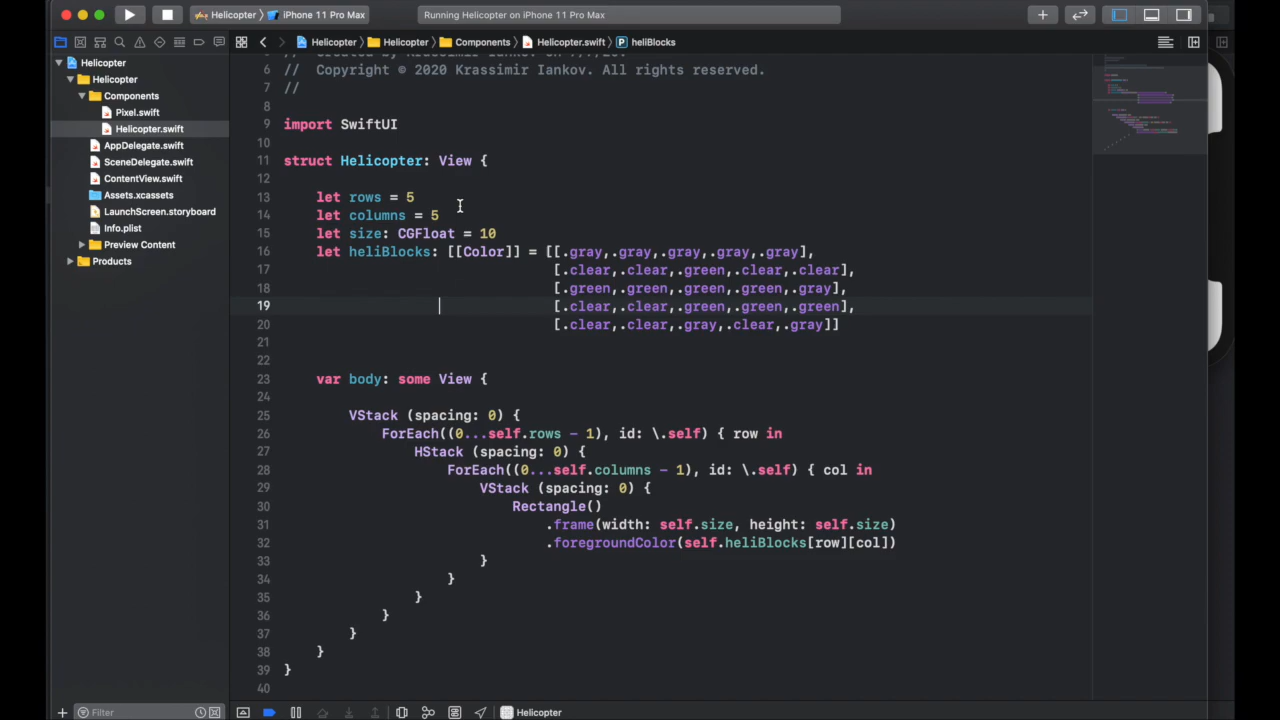 Helicopter
iPhone 11 Pro Max
Running Helicopter on iPhone 11 Pro Max
Helicopter
Helicopter
Components
Helicopter.swift
P
heliBlocks
Helicopter
Helicopter
Components
Pixel.swift
Helicopter.swift
AppDelegate.swift
SceneDelegate.swift
ContentView.swift
Assets.xcassets
LaunchScreen.storyboard
Info.plist
Preview Content
Products
6 //  Copyright © 2020 Krassimir Iankov. All rights reserved.
7 //
8
9 import SwiftUI
10
11 struct Helicopter: View {
12
13     let rows = 5
14     let columns = 5
15     let size: CGFloat = 10
16     let heliBlocks: [[Color]] = [[.gray,.gray,.gray,.gray,.gray],
17                                  [.clear,.clear,.green,.clear,.clear],
18                                  [.green,.green,.green,.green,.gray],
19                                  [.clear,.clear,.green,.green,.green],
20                                  [.clear,.clear,.gray,.clear,.gray]]
21
22
23     var body: some View {
24
25         VStack (spacing: 0) {
26             ForEach((0...self.rows - 1), id: \.self) { row in
27                 HStack (spacing: 0) {
28                     ForEach((0...self.columns - 1), id: \.self) { col in
29                         VStack (spacing: 0) {
30                             Rectangle()
31                                 .frame(width: self.size, height: self.size)
32                                 .foregroundColor(self.heliBlocks[row][col])
33                         }
34                     }
35                 }
36             }
37         }
38     }
39 }
40
Filter
Helicopter